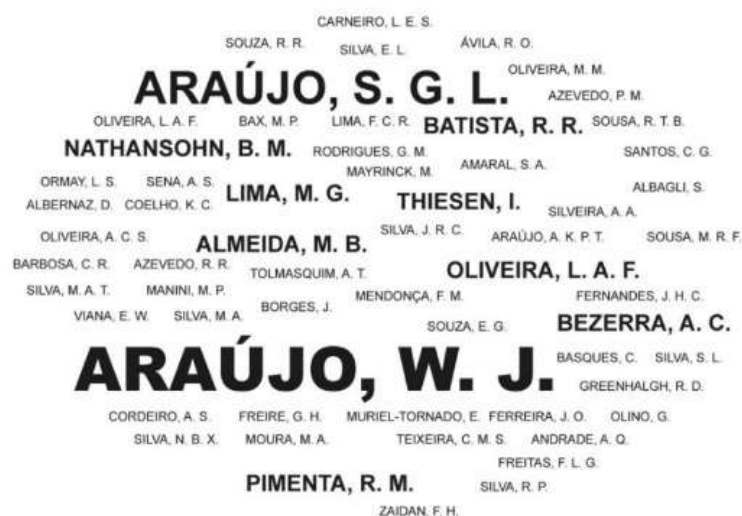 CARNEIRO, L. E. S.
SOUZA, R. R. SILVA, E. L. ÁVILA, R. O.
OLIVEIRA, M. M.
ARAÚJO, S. G. L. AZEVEDO, P. M.
OLIVEIRA, L. A. F. BAX, M. P. LIMA, F. C. R. BATISTA, R. R. SOUSA, R. T. B.
NATHANSOHN, B. M. RODRIGUES, G. M. SANTOS, C. G.
MAYRINCK, M. AMARAL, S. A.
ORMAY, L. S. SENA, A. S. LIMA, M. G. THIESEN, I. ALBAGLI, S.
ALBERNAZ, D. COELHO, K. C. SILVEIRA, A. A.
OLIVEIRA, A. C. S. ALMEIDA, M. B. SILVA, J. R. C. ARAÚJO, A. K. P. T. SOUSA, M. R. F.
BARBOSA, C. R. AZEVEDO, R. R. TOLMASQUIM, A. T. OLIVEIRA, L. A. F.
SILVA, M. A. T. MANINI, M. P. MENDONÇA, F. M. FERNANDES, J. H. C.
VIANA, E. W. SILVA, M. A. BORGES, J. SOUZA, E. G. BEZERRA, A. C.
ARAÚJO, W. J. BASQUES, C. SILVA, S. L.
GREENHALGH, R. D.
CORDEIRO, A. S. FREIRE, G. H. MURIEL-TORNADO, E. FERREIRA, J. O. OLINO, G.
SILVA, N. B. X. MOURA, M. A. TEIXEIRA, C. M. S. ANDRADE, A. Q.
FREITAS, F. L. G.
PIMENTA, R. M. SILVA, R. P.
ZAIDAN, F. H.